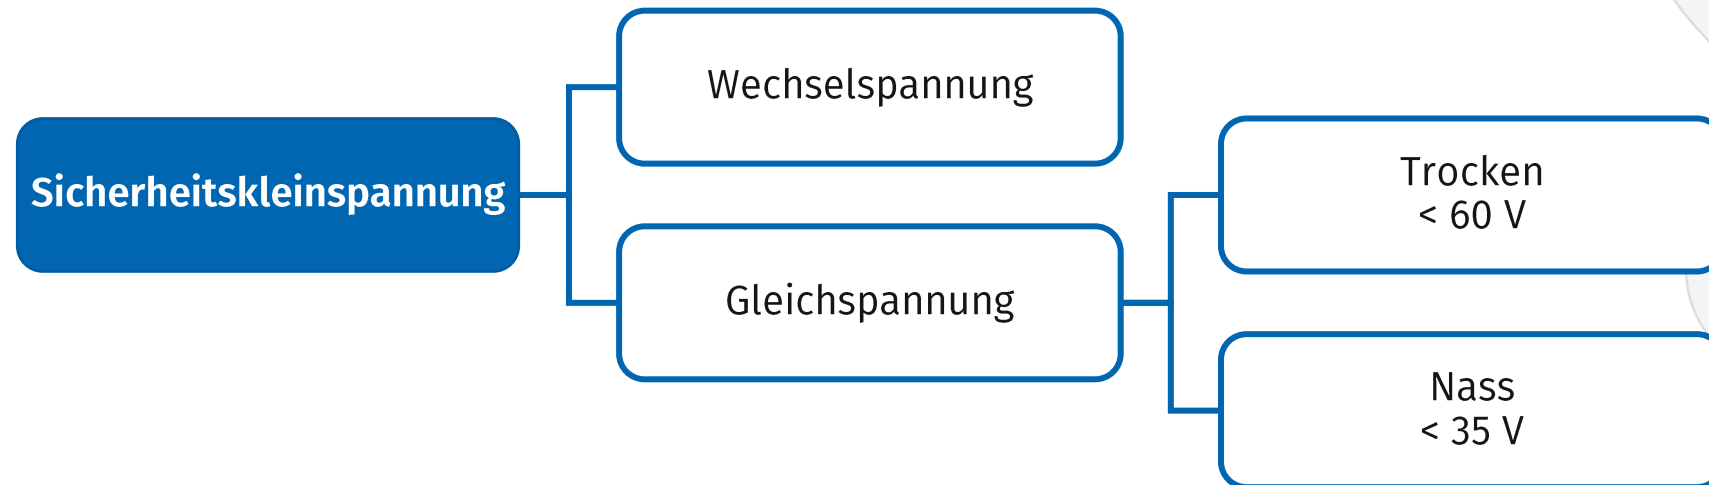 Sicherheitskleinspannung
Wechselspannung
Gleichspannung
Trocken
< 60 V
Nass
< 35 V